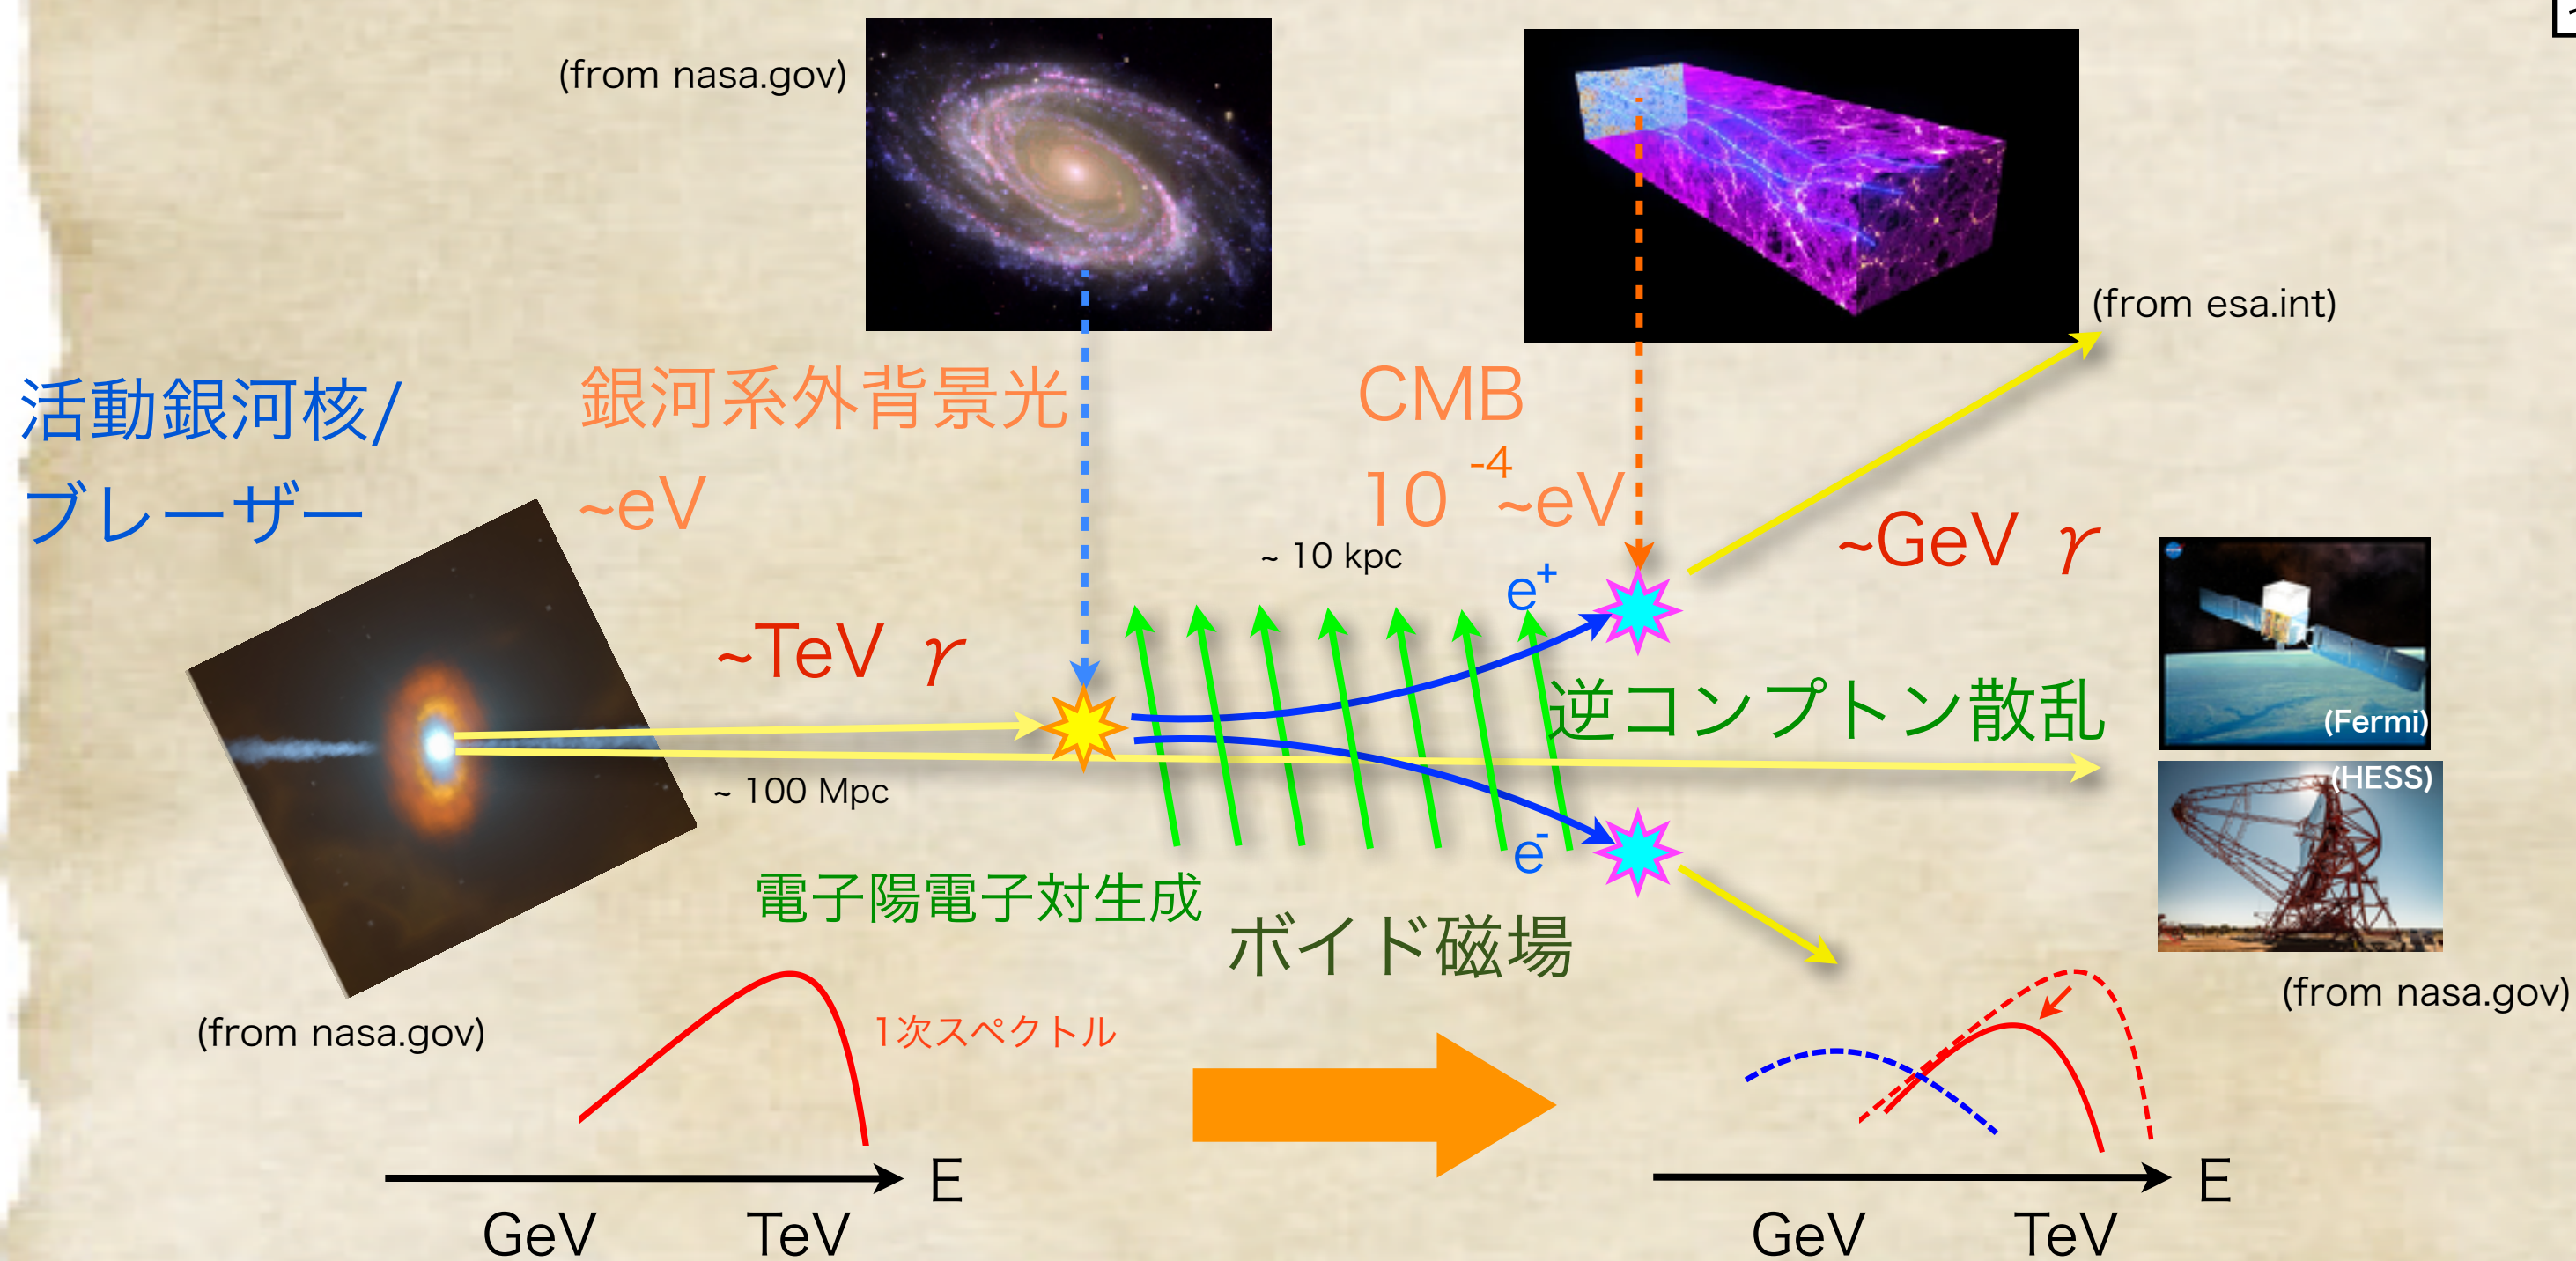 (from nasa.gov)
(from esa.int)
活動銀河核/
ブレーザー
銀河系外背景光
~eV
CMB
10 -4 ~eV
~ 10 kpc
e+
~GeV γ
~TeV γ
(Fermi)
逆コンプトン散乱
(HESS)
~ 100 Mpc
e-
電子陽電子対生成
ボイド磁場
(from nasa.gov)
(from nasa.gov)
1次スペクトル
E
GeV TeV
E
GeV TeV